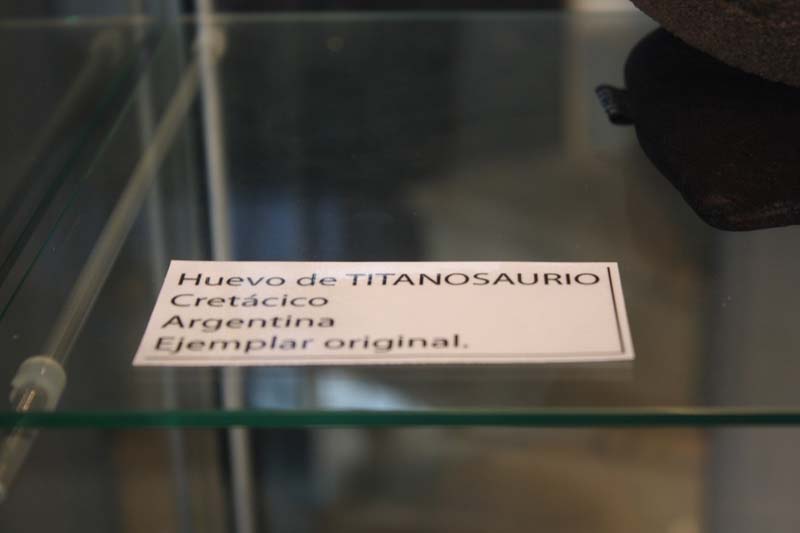 Huevo de TITANOSAURIO
Cretácico
Argentina
Ejemplar original.